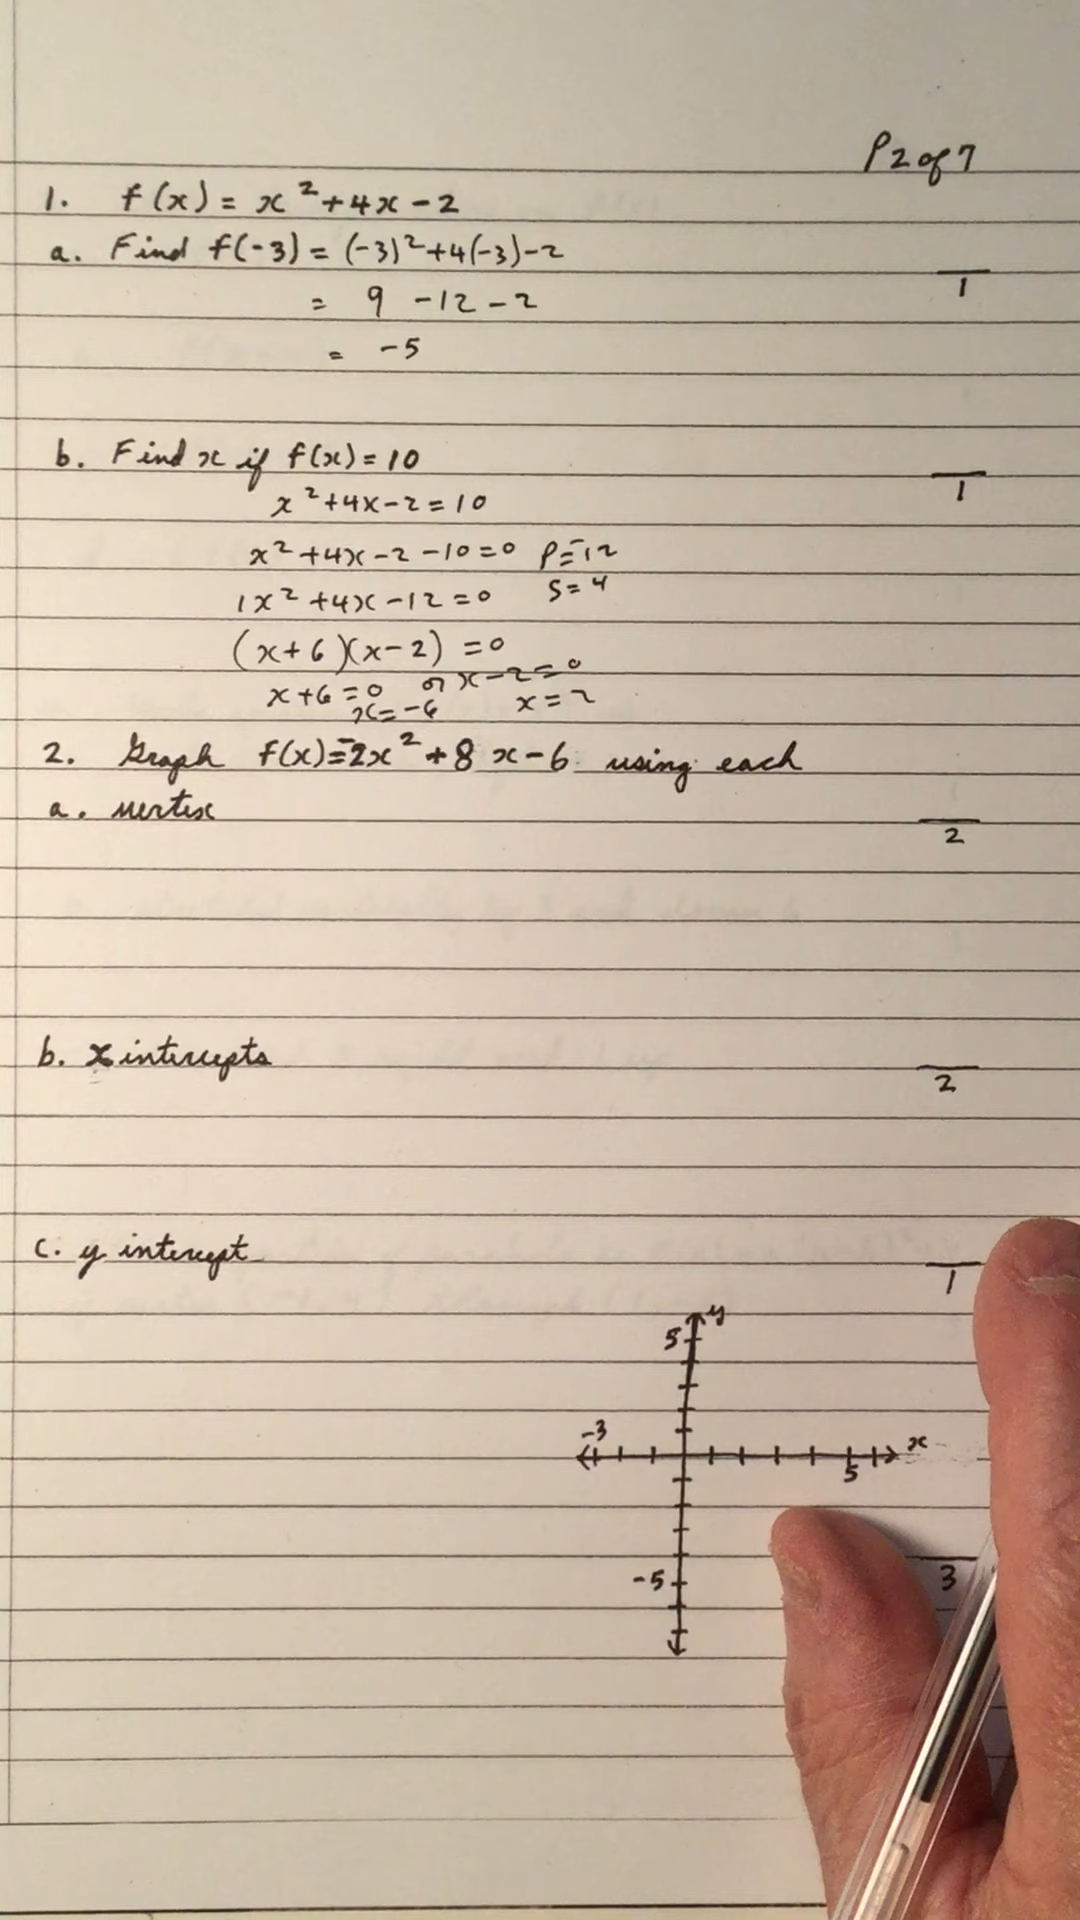 P2 of 7
1. f(x) = x²+4x-2
a. Find f(-3) = (-3)²+4(-3)-2
1
= 9 -12 -2
= -5
b. Find x if f(x) = 10
1
x²+4x-2=10
x²+4x-2-10=0 P=-12
1x²+4x-12=0 S=4
(x+6)(x-2) =0
x+6=0 or x-2=0
x=-6 x=2
2. Graph f(x)=-2x²+8x-6 using each
a. vertex
2
b. x intercepts
2
c. y intercept
1
y
5
-3
x
5
-5
3